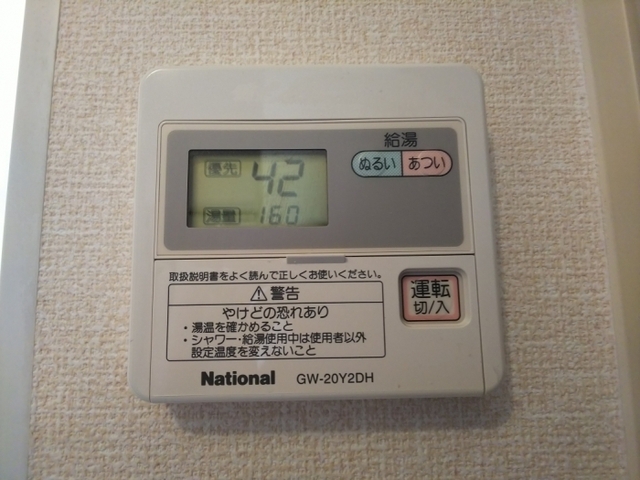 給湯
優先 42
ぬるい あつい
湯量 160
取扱説明書をよく読んで正しくお使いください。
⚠警告
やけどの恐れあり
・湯温を確かめること
・シャワー・給湯使用中は使用者以外
設定温度を変えないこと
運転
切/入
National GW-20Y2DH